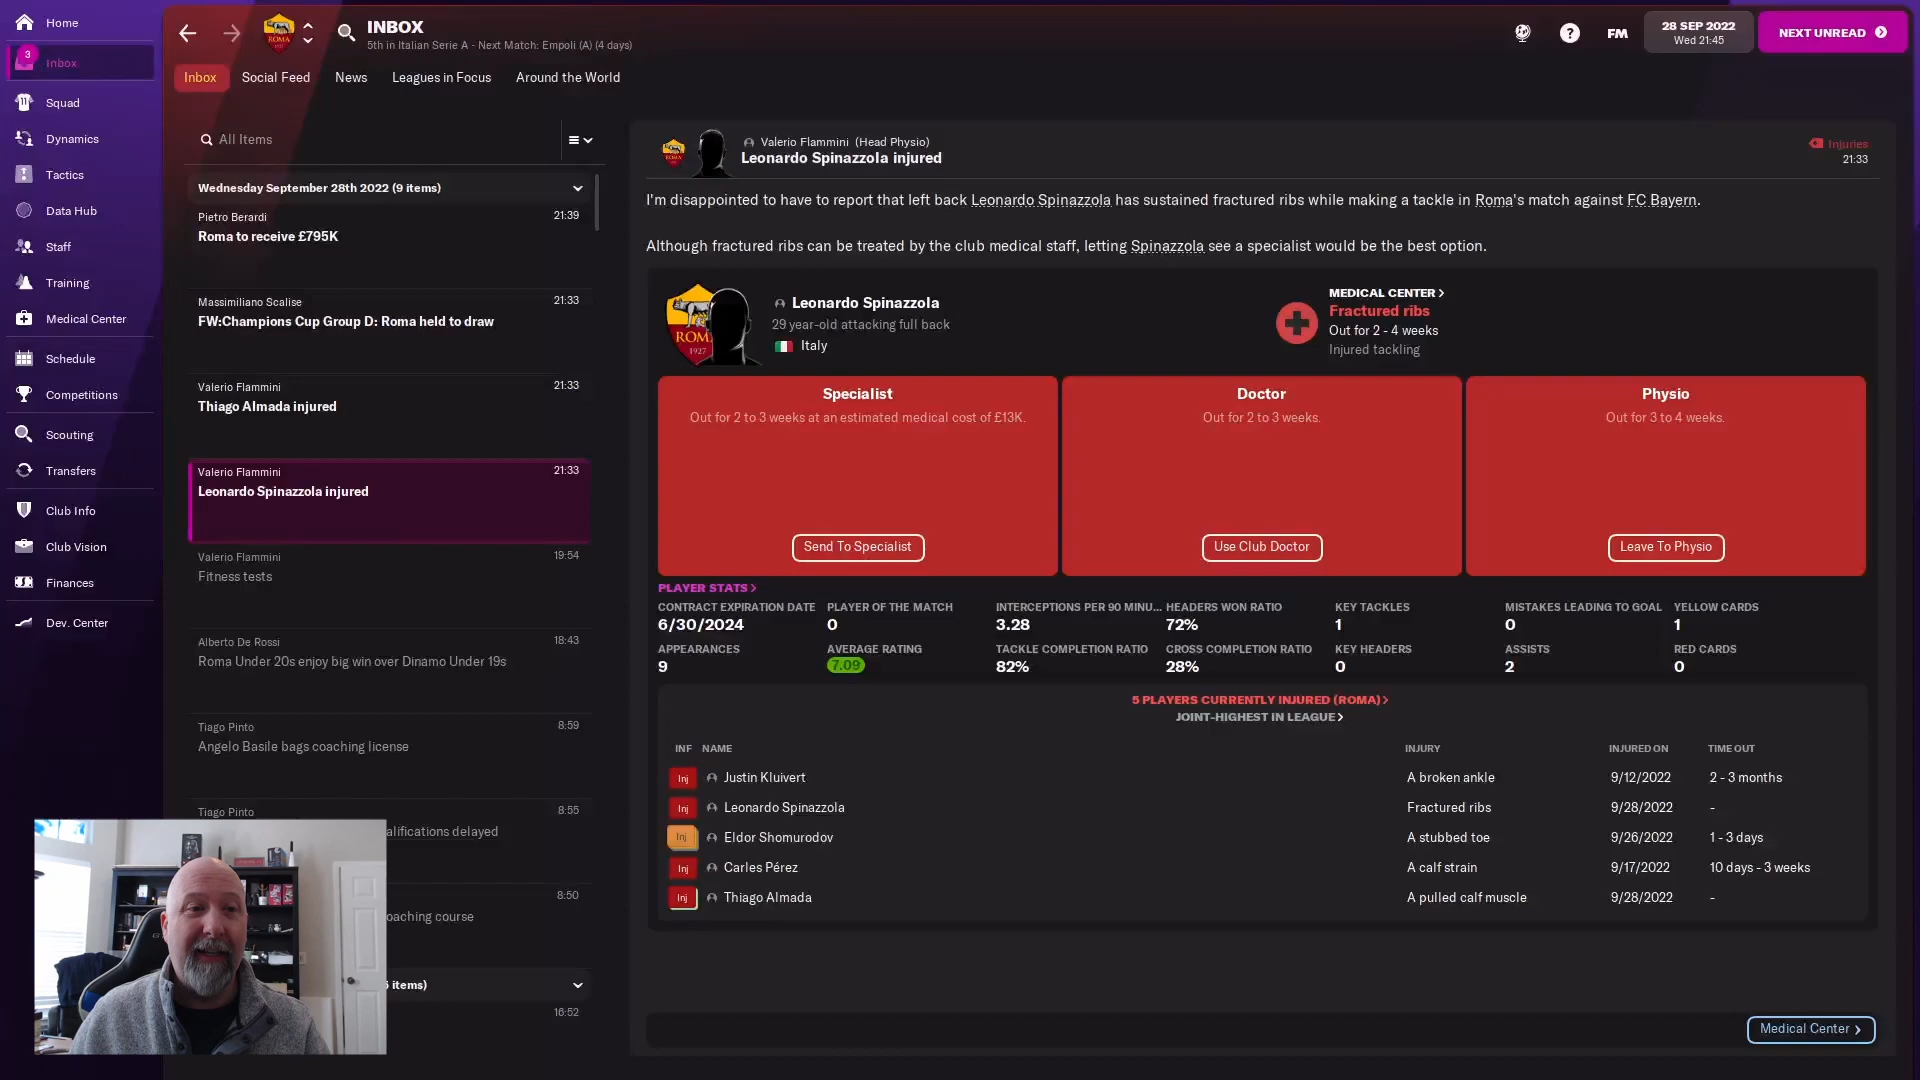 Home
3
Inbox
Squad
Dynamics
Tactics
Data Hub
Staff
Training
Medical Center
Schedule
Competitions
Scouting
Transfers
Club Info
Club Vision
Finances
Dev. Center
INBOX
5th in Italian Serie A - Next Match: Empoli (A) (4 days)
FM
28 SEP 2022
Wed 21:45
NEXT UNREAD
Inbox
Social Feed
News
Leagues in Focus
Around the World
All Items
Wednesday September 28th 2022 (9 items)
Pietro Berardi
21:39
Roma to receive £795K
Massimiliano Scalise
21:33
FW:Champions Cup Group D: Roma held to draw
Valerio Flammini
21:33
Thiago Almada injured
Valerio Flammini
21:33
Leonardo Spinazzola injured
Valerio Flammini
19:54
Fitness tests
Alberto De Rossi
18:43
Roma Under 20s enjoy big win over Dinamo Under 19s
Tiago Pinto
8:59
Angelo Basile bags coaching license
Tiago Pinto
8:55
alifications delayed
8:50
oaching course
items)
16:52
Valerio Flammini (Head Physio)
Leonardo Spinazzola injured
Injuries
21:33
I'm disappointed to have to report that left back Leonardo Spinazzola has sustained fractured ribs while making a tackle in Roma's match against FC Bayern.
Although fractured ribs can be treated by the club medical staff, letting Spinazzola see a specialist would be the best option.
ROMA
1927
Leonardo Spinazzola
29 year-old attacking full back
Italy
MEDICAL CENTER >
Fractured ribs
Out for 2 - 4 weeks
Injured tackling
Specialist
Out for 2 to 3 weeks at an estimated medical cost of £13K.
Send To Specialist
Doctor
Out for 2 to 3 weeks.
Use Club Doctor
Physio
Out for 3 to 4 weeks.
Leave To Physio
PLAYER STATS >
CONTRACT EXPIRATION DATE PLAYER OF THE MATCH INTERCEPTIONS PER 90 MINU... HEADERS WON RATIO KEY TACKLES MISTAKES LEADING TO GOAL YELLOW CARDS
6/30/2024 0 3.28 72% 1 0 1
APPEARANCES AVERAGE RATING TACKLE COMPLETION RATIO CROSS COMPLETION RATIO KEY HEADERS ASSISTS RED CARDS
9 7.09 82% 28% 0 2 0
5 PLAYERS CURRENTLY INJURED (ROMA) >
JOINT-HIGHEST IN LEAGUE >
INF NAME INJURY INJURED ON TIME OUT
Inj Justin Kluivert A broken ankle 9/12/2022 2 - 3 months
Inj Leonardo Spinazzola Fractured ribs 9/28/2022 -
Inj Eldor Shomurodov A stubbed toe 9/26/2022 1 - 3 days
Inj Carles Pérez A calf strain 9/17/2022 10 days - 3 weeks
Inj Thiago Almada A pulled calf muscle 9/28/2022 -
Medical Center >